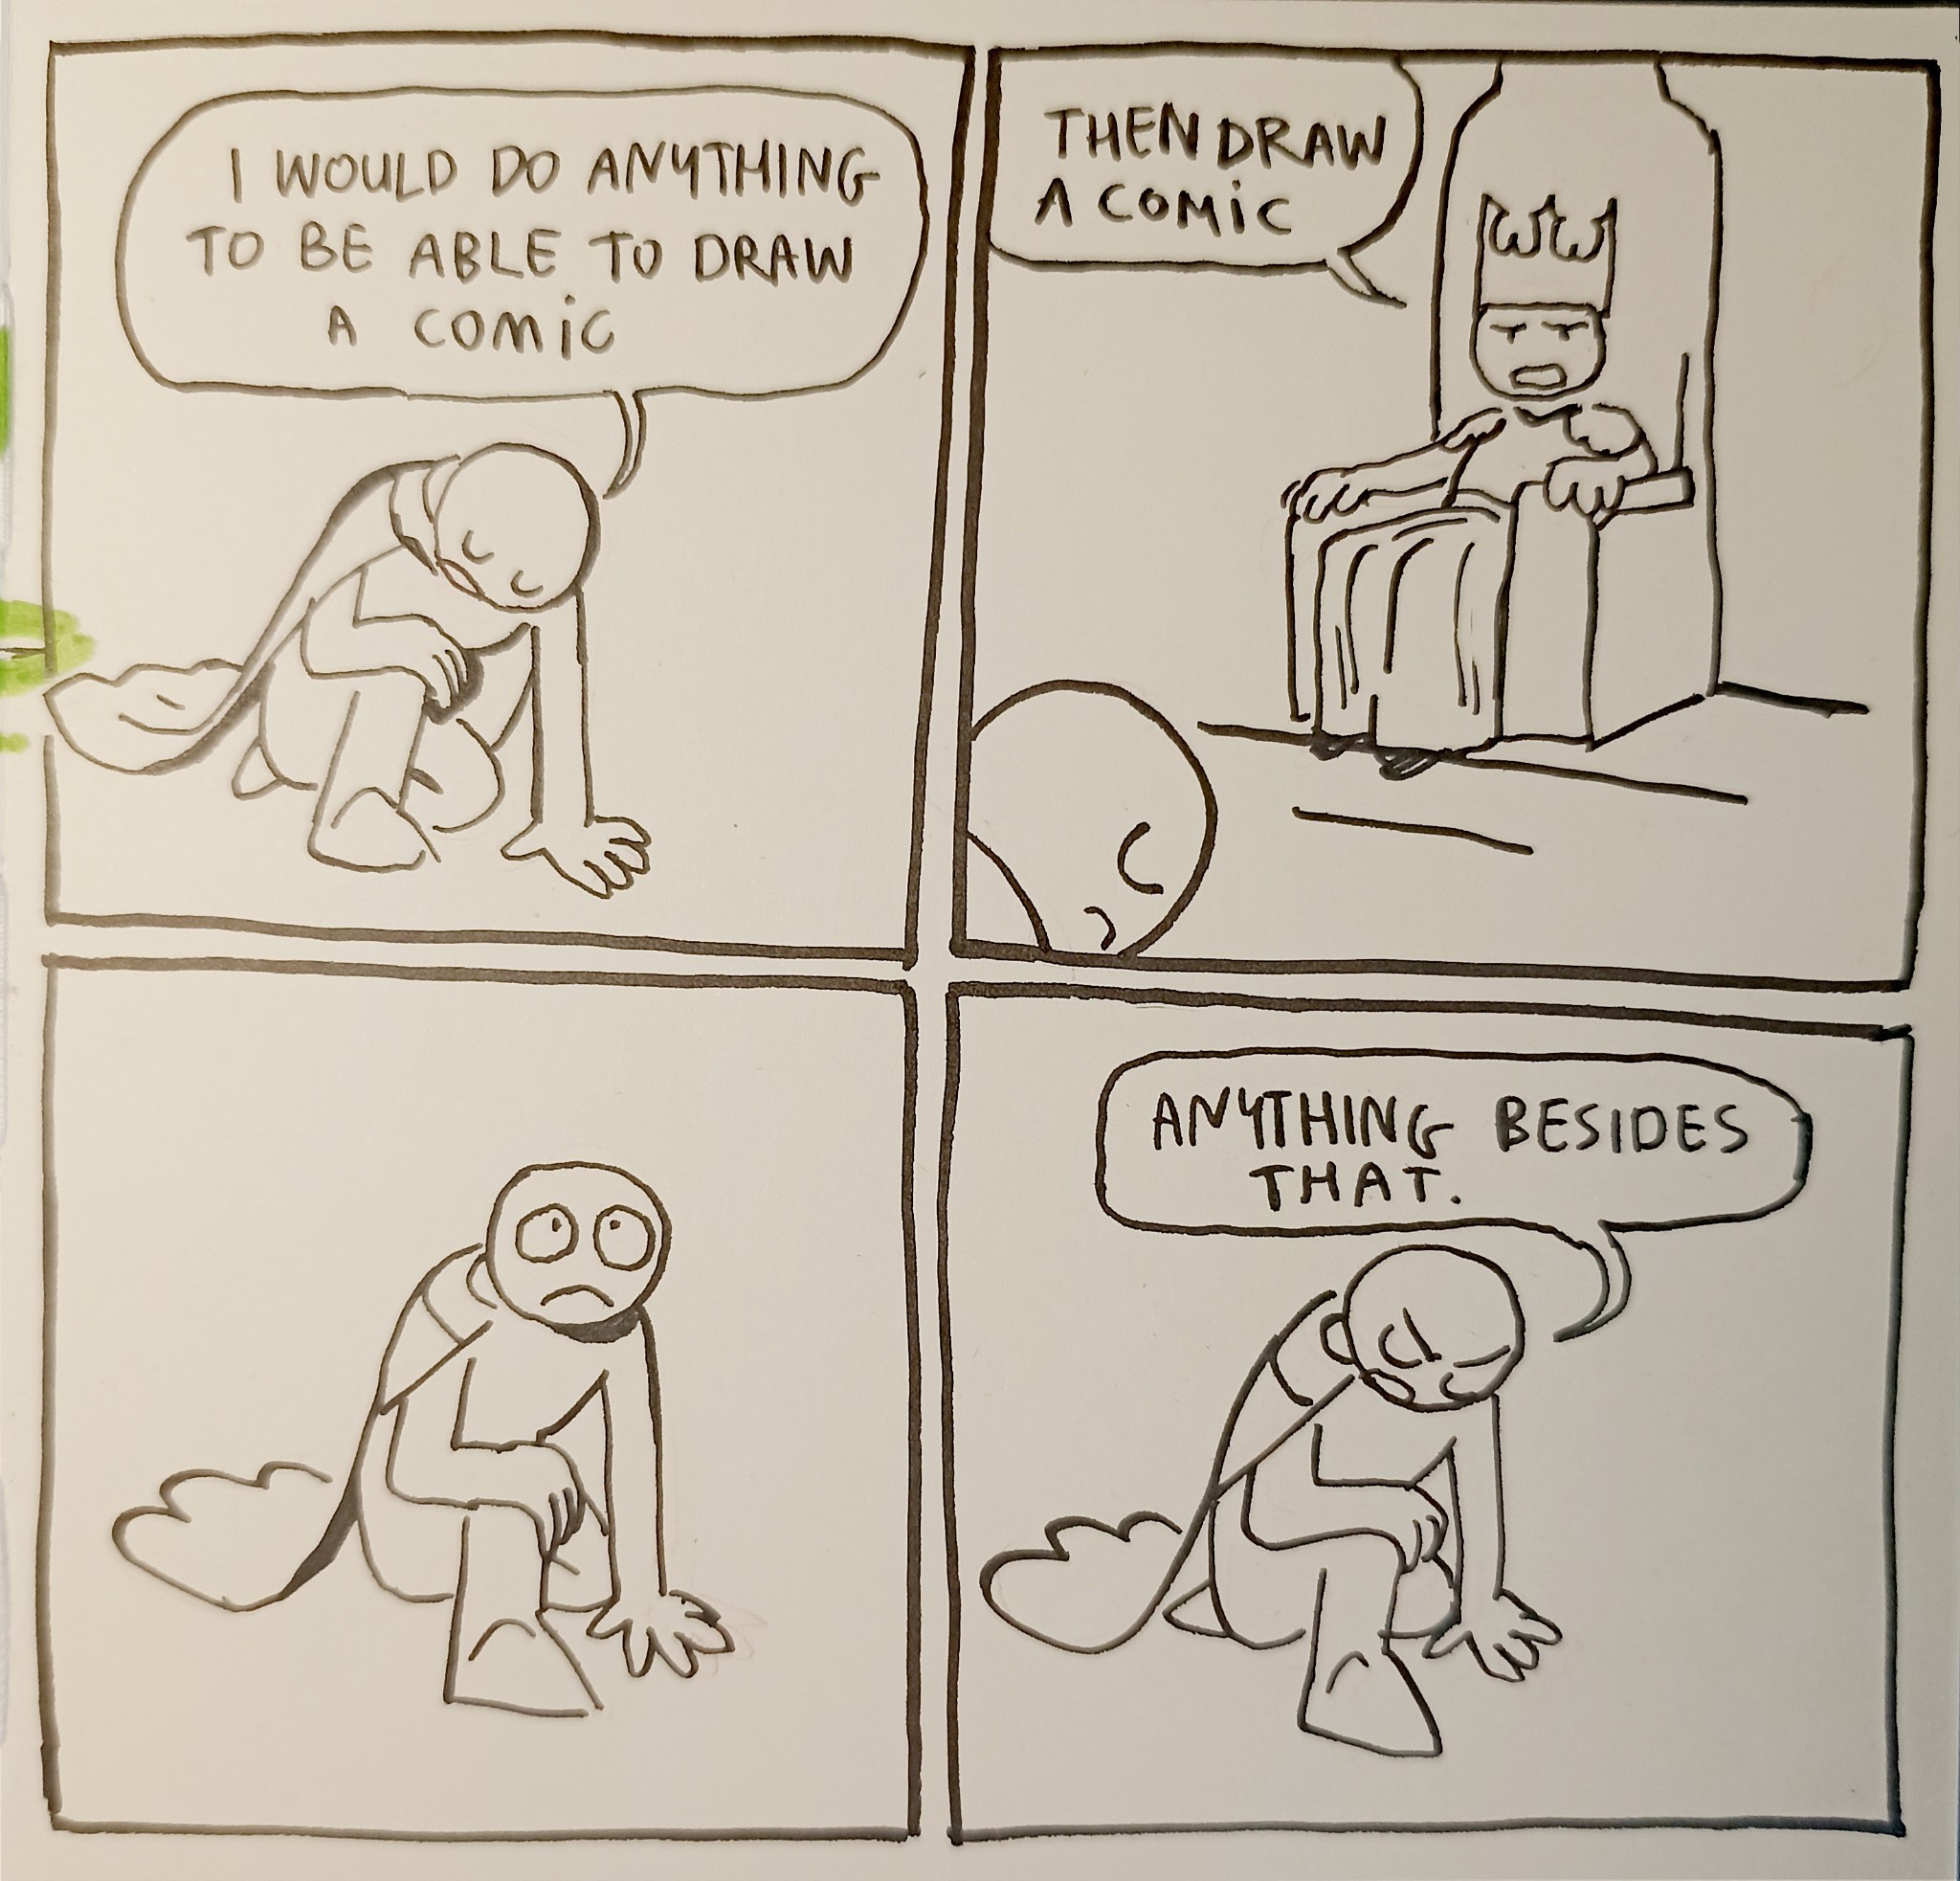 I WOULD DO ANYTHING
TO BE ABLE TO DRAW
A COMIC
THEN DRAW
A COMIC
ANYTHING BESIDES
THAT.